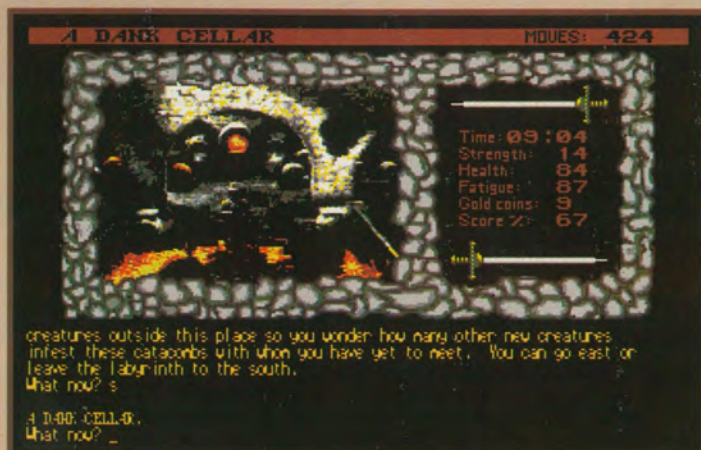 A DANK CELLAR
MOVES: 424
Time: 09:04
Strength: 14
Health: 84
Fatigue: 87
Gold coins: 9
Score %: 67
creatures outside this place so you wonder how many other new creatures
infest these catacombs with whom you have yet to meet. You can go east or
leave the labyrinth to the south.
What now? s
A DANK CELLAR.
What now? _